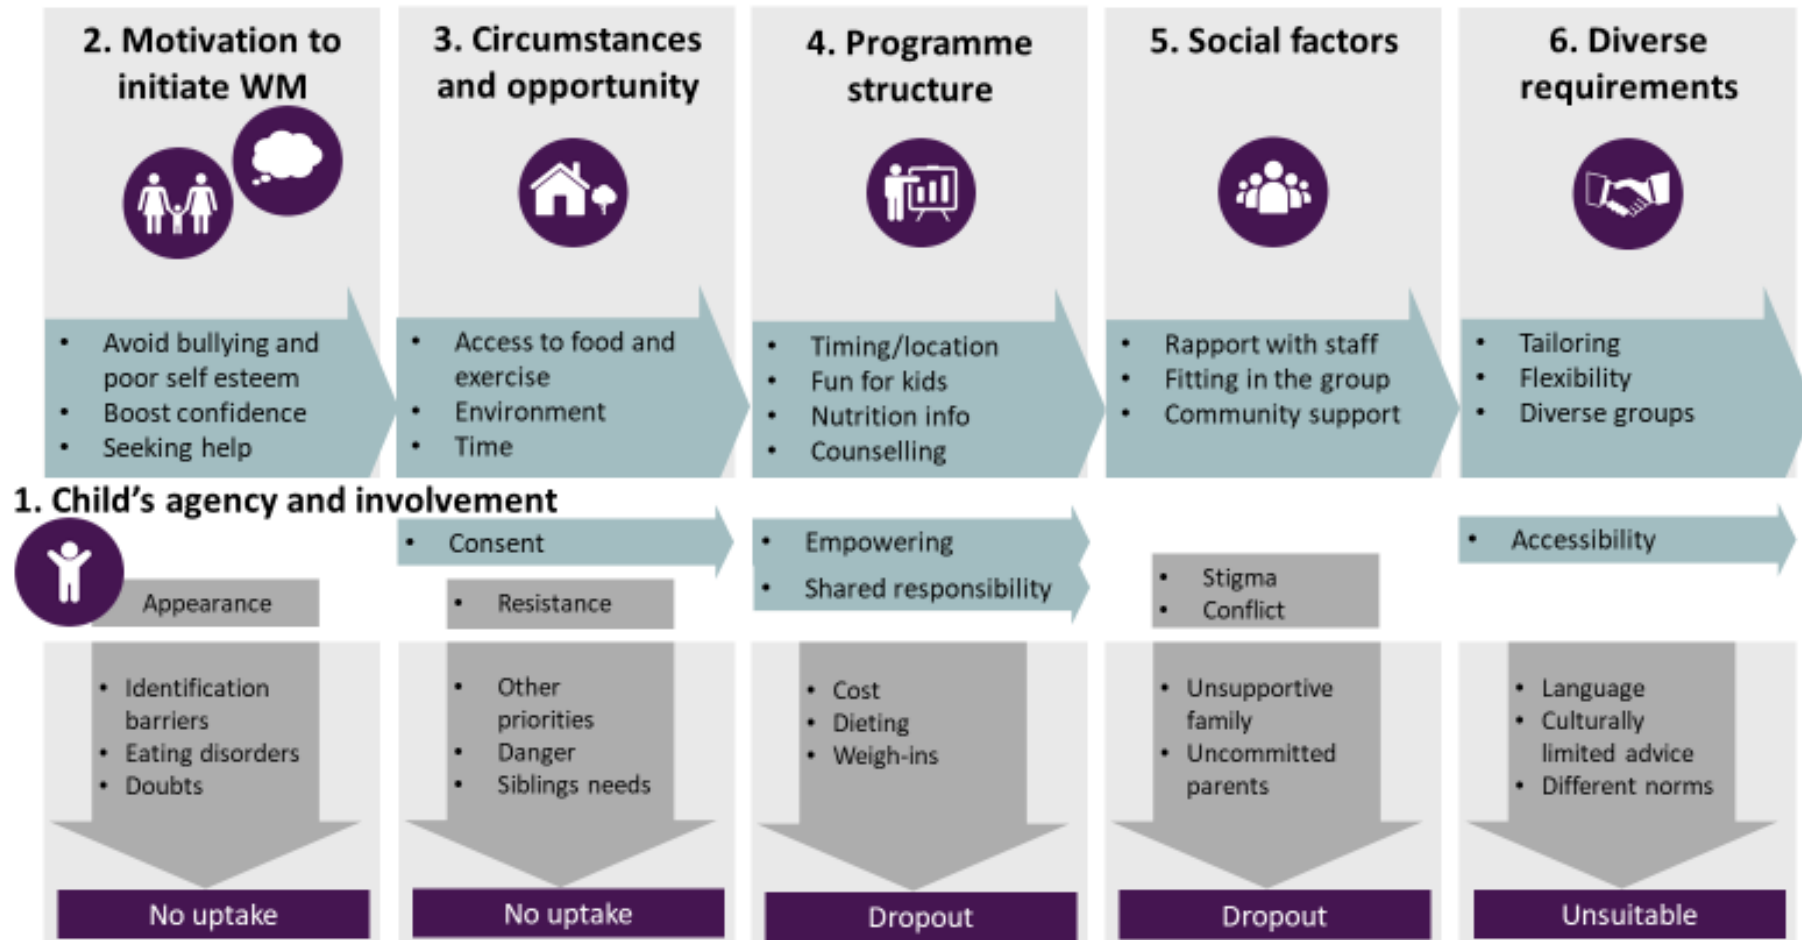 2. Motivation to
initiate WM
3. Circumstances
and opportunity
4. Programme
structure
5. Social factors
6. Diverse
requirements
• Avoid bullying and
poor self esteem
• Boost confidence
• Seeking help
• Access to food and
exercise
• Environment
• Time
• Timing/location
• Fun for kids
• Nutrition info
• Counselling
• Rapport with staff
• Fitting in the group
• Community support
• Tailoring
• Flexibility
• Diverse groups
1. Child's agency and involvement
• Consent
• Empowering
• Shared responsibility
• Accessibility
Appearance
• Resistance
• Stigma
• Conflict
• Identification
barriers
• Eating disorders
• Doubts
• Other
priorities
• Danger
• Siblings needs
• Cost
• Dieting
• Weigh-ins
• Unsupportive
family
• Uncommitted
parents
• Language
• Culturally
limited advice
• Different norms
No uptake
No uptake
Dropout
Dropout
Unsuitable